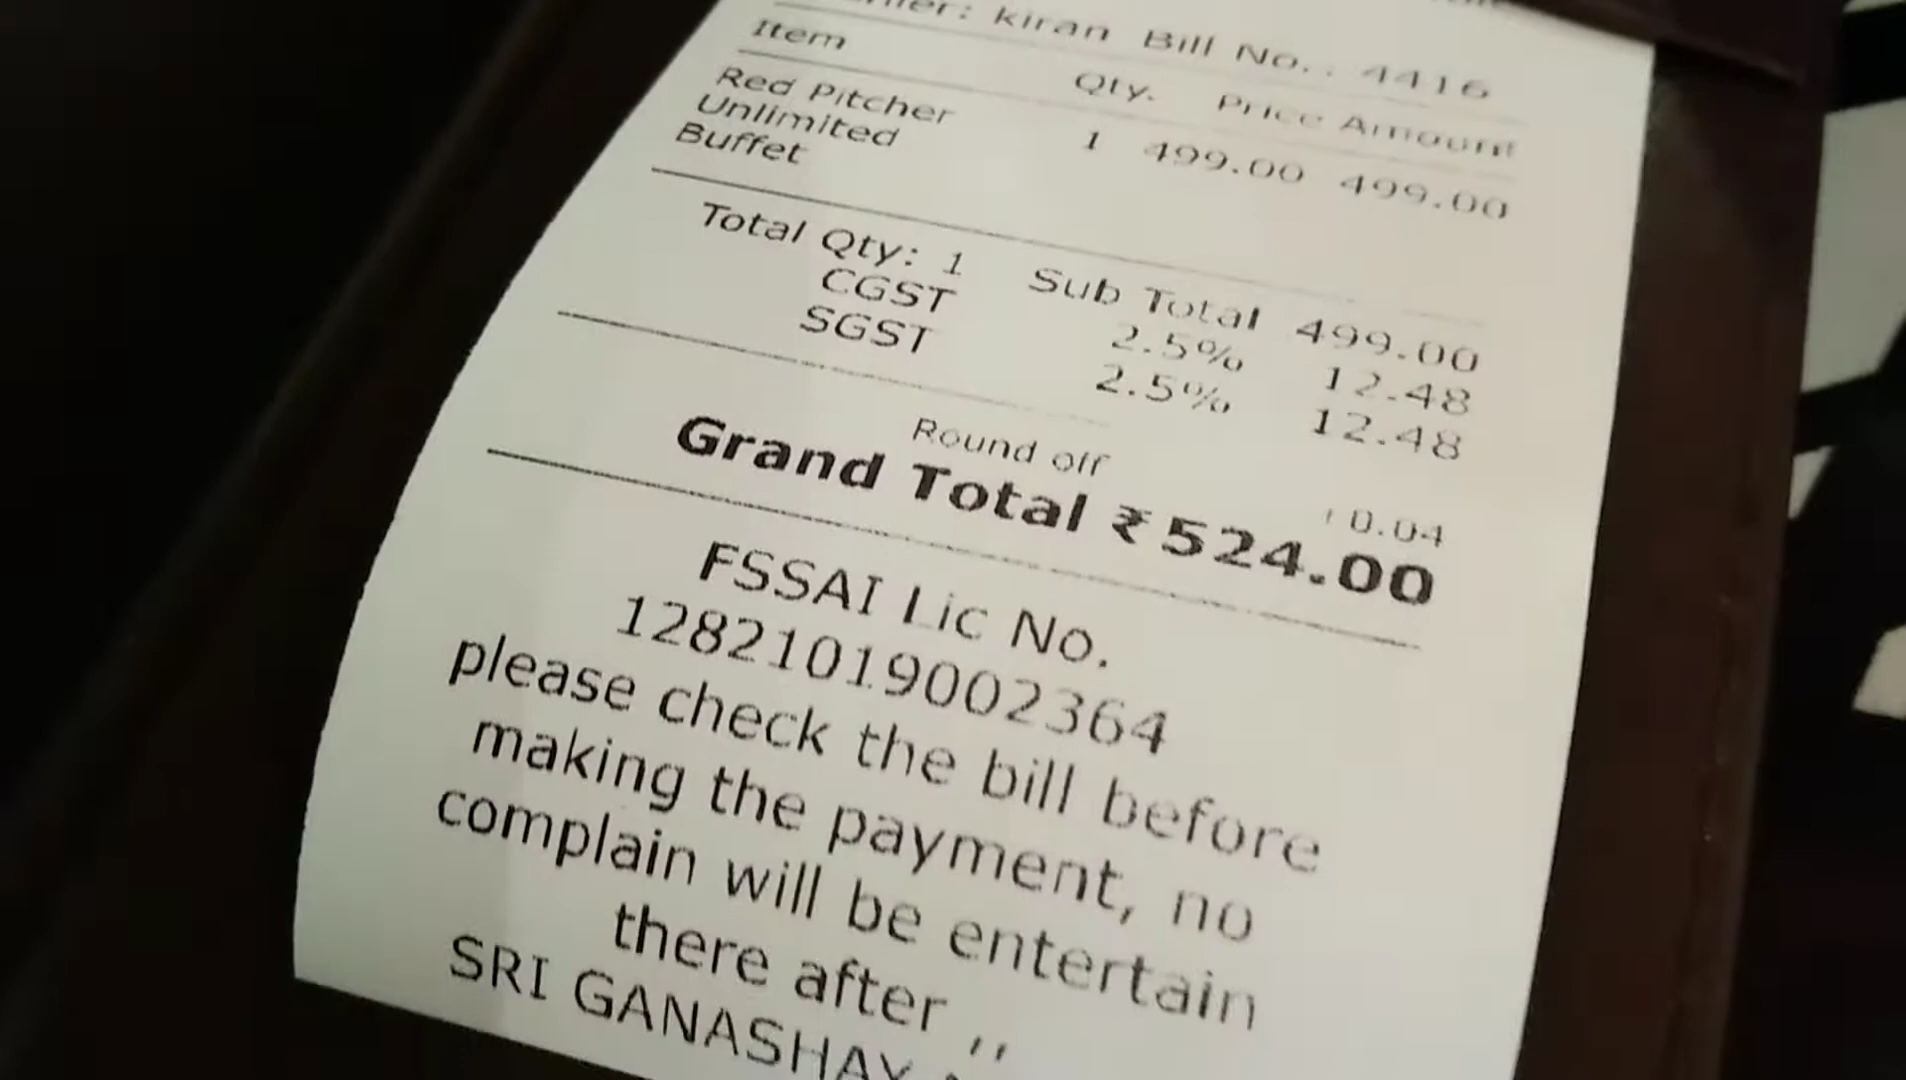 kiran Bill No.: 4416
Item Qty. Price Amount
Red Pitcher
Unlimited 1 499.00 499.00
Buffet
Total Qty: 1 Sub Total 499.00
CGST 2.5% 12.48
SGST 2.5% 12.48
Round off +0.04
Grand Total ₹524.00
FSSAI Lic No.
12821019002364
please check the bill before
making the payment, no
complain will be entertain
there after ,,
SRI GANASHAY